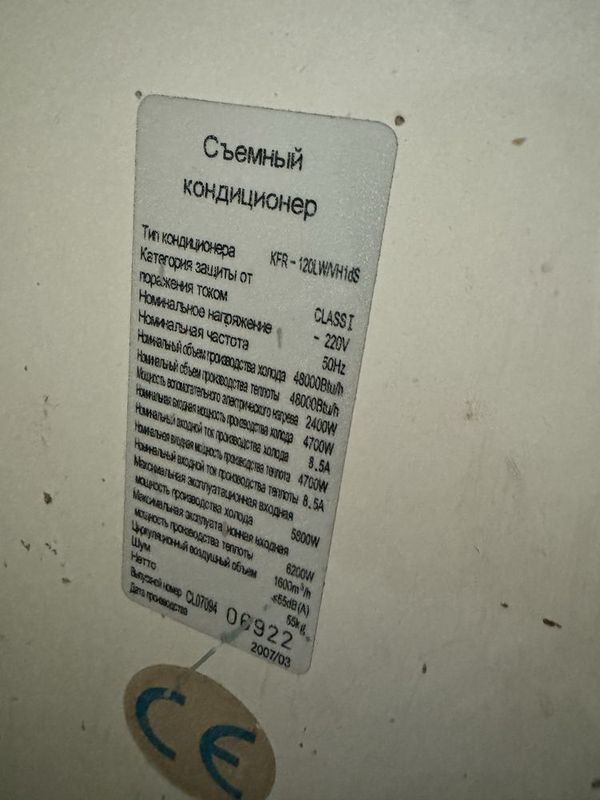 Съемный
кондиционер
Тип кондиционера KFR-120LW/VH1dS
Категория защиты от
поражения током CLASS I
Номинальное напряжение ~ 220V
Номинальная частота 50Hz
Номинальный объем производства холода 48000Btu/h
Номинальный объем производства теплоты 48000Btu/h
Мощность вспомогательного электрического нагрева 2400W
Номинальная входная мощность производства холода 4700W
Номинальный входной ток производства холода 8.5A
Номинальная входная мощность производства теплота 4700W
Номинальный входной ток производства теплоты 8.5A
Максимальная эксплуатационная входная
мощность производства холода 5800W
Максимальная эксплуатационная входная
мощность производства теплоты 6200W
Циркуляционный воздушный объем 1600m³/h
Шум ≤55dB(A)
Нетто 55kg
Выпускной номер CL07094 06922
Дата производства 2007/03
CE